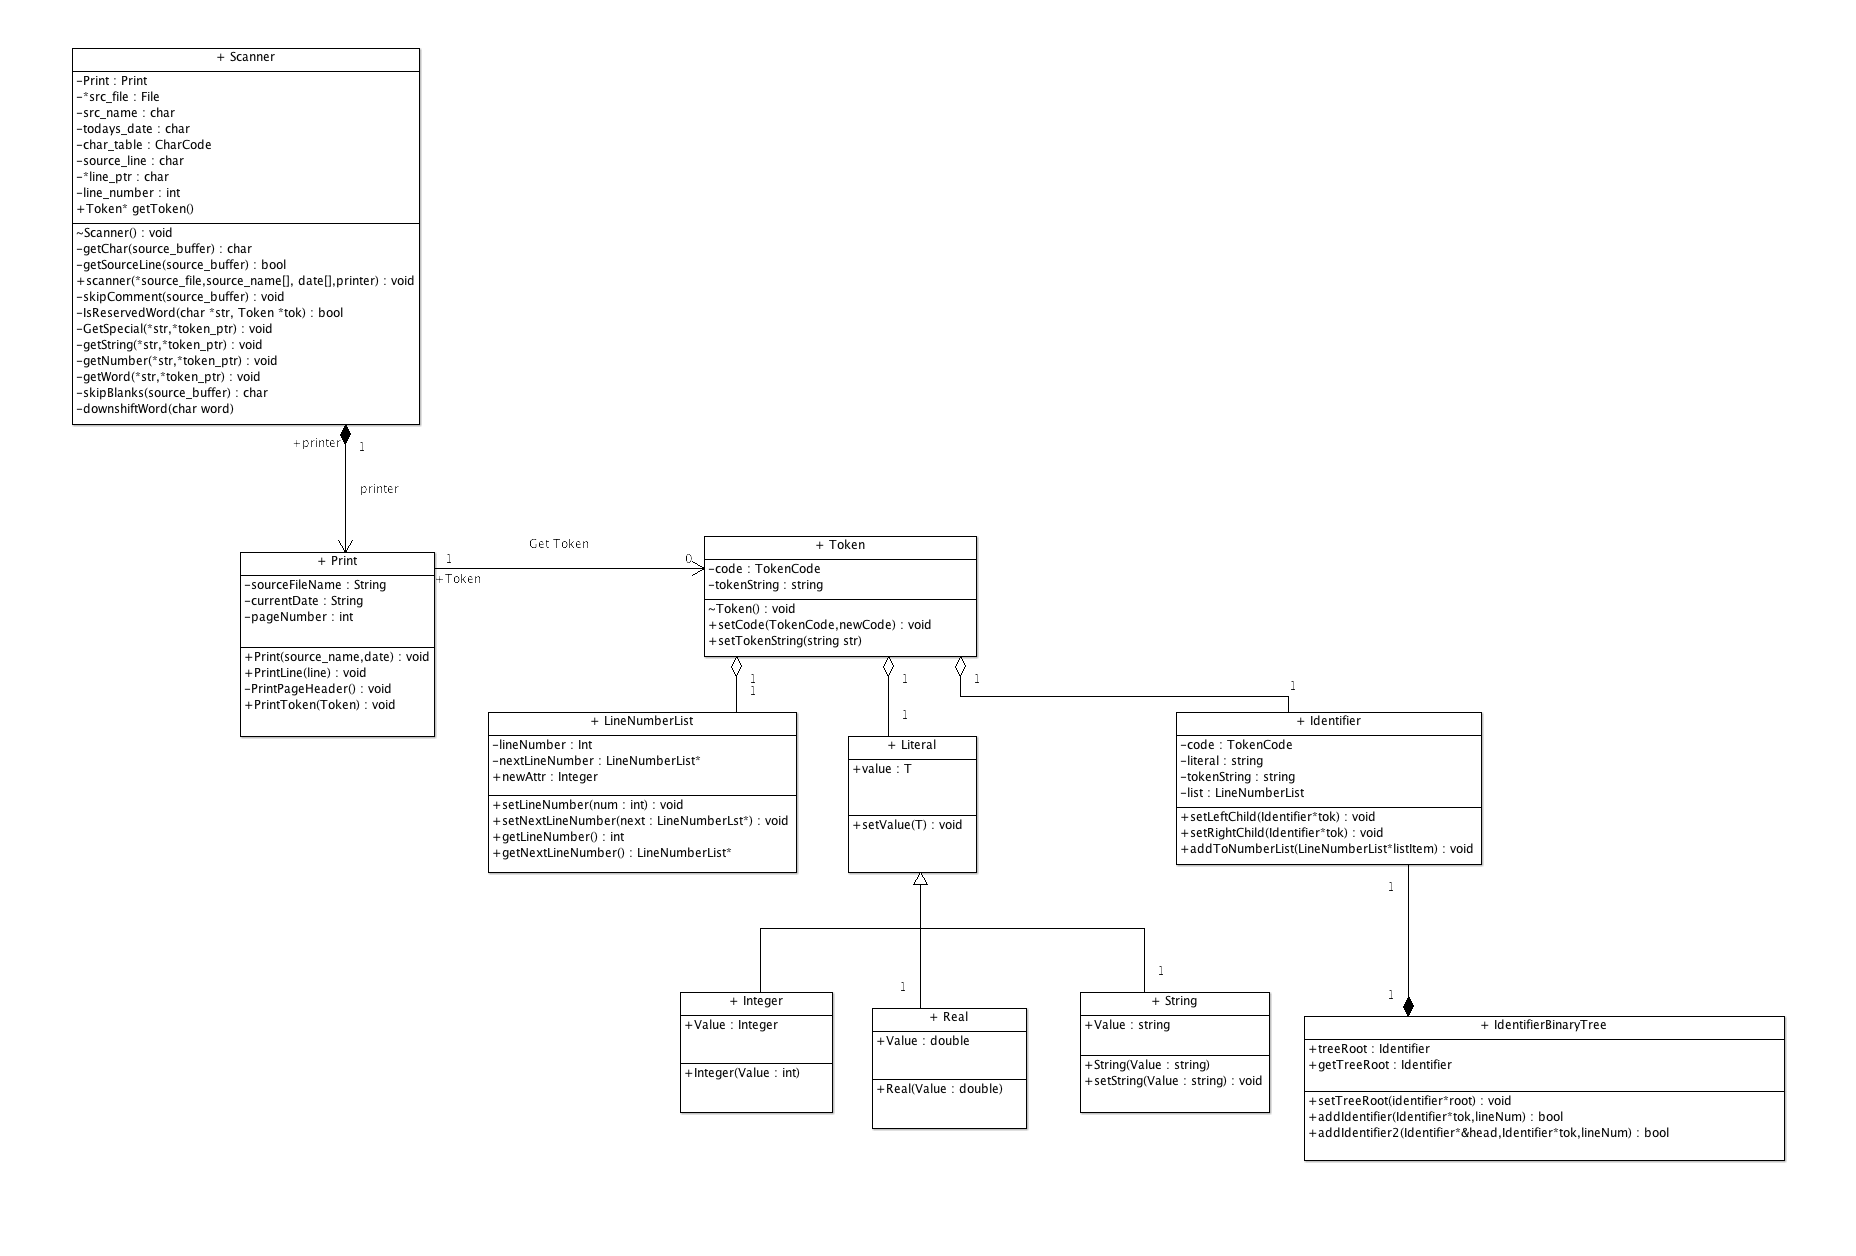 + Scanner
-Print : Print
-*src_file : File
-src_name : char
-todays_date : char
-char_table : CharCode
-source_line : char
-*line_ptr : char
-line_number : int
+Token* getToken()
~Scanner() : void
-getChar(source_buffer) : char
-getSourceLine(source_buffer) : bool
+scanner(*source_file,source_name[], date[],printer) : void
-skipComment(source_buffer) : void
-IsReservedWord(char *str, Token *tok) : bool
-GetSpecial(*str,*token_ptr) : void
-getString(*str,*token_ptr) : void
-getNumber(*str,*token_ptr) : void
-getWord(*str,*token_ptr) : void
-skipBlanks(source_buffer) : char
-downshiftWord(char word)
+printer
1
printer
+ Print
-sourceFileName : String
-currentDate : String
-pageNumber : int
+Print(source_name,date) : void
+PrintLine(line) : void
-PrintPageHeader() : void
+PrintToken(Token) : void
1
+Token
Get Token
0
+ Token
-code : TokenCode
-tokenString : string
~Token() : void
+setCode(TokenCode,newCode) : void
+setTokenString(string str)
1
1
1
1
1
1
+ LineNumberList
-lineNumber : Int
-nextLineNumber : LineNumberList*
+newAttr : Integer
+setLineNumber(num : int) : void
+setNextLineNumber(next : LineNumberLst*) : void
+getLineNumber() : int
+getNextLineNumber() : LineNumberList*
+ Literal
+value : T
+setValue(T) : void
+ Identifier
-code : TokenCode
-literal : string
-tokenString : string
-list : LineNumberList
+setLeftChild(Identifier*tok) : void
+setRightChild(Identifier*tok) : void
+addToNumberList(LineNumberList*listItem) : void
1
1
1
1
+ Integer
+Value : Integer
+Integer(Value : int)
+ Real
+Value : double
+Real(Value : double)
+ String
+Value : string
+String(Value : string)
+setString(Value : string) : void
+ IdentifierBinaryTree
+treeRoot : Identifier
+getTreeRoot : Identifier
+setTreeRoot(identifier*root) : void
+addIdentifier(Identifier*tok,lineNum) : bool
+addIdentifier2(Identifier*&head,Identifier*tok,lineNum) : bool